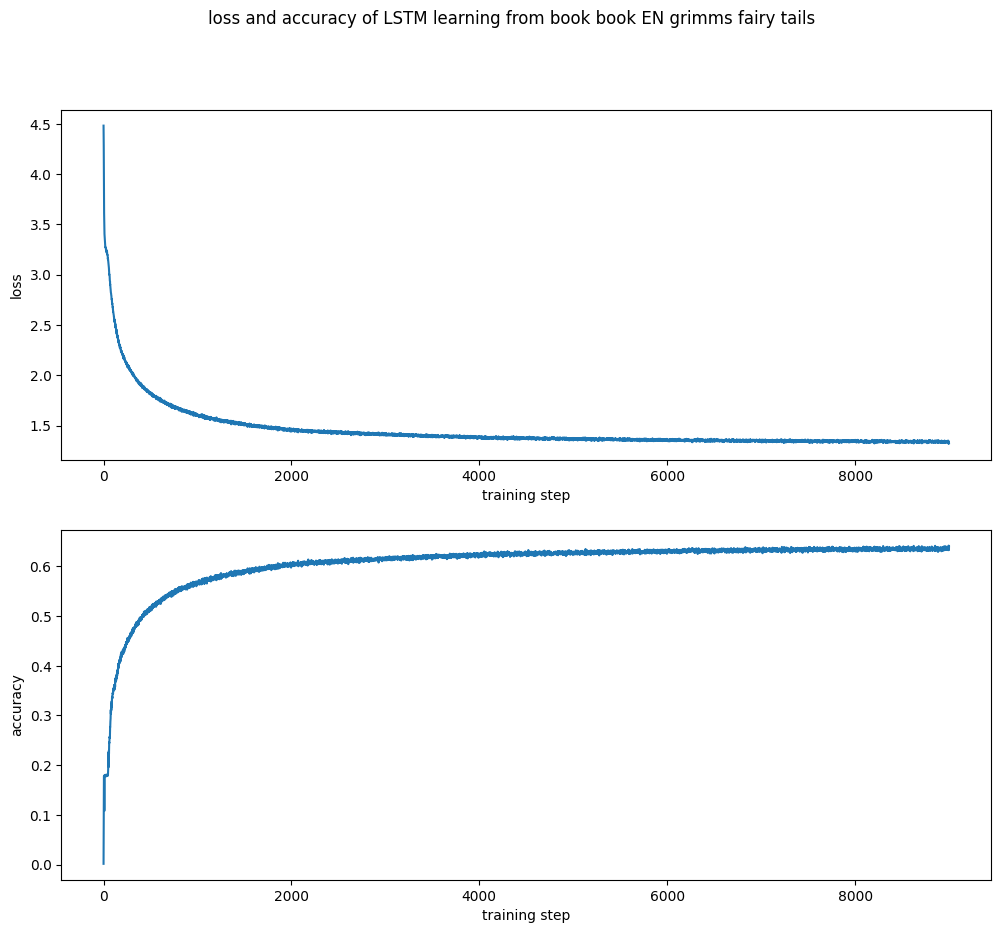 loss and accuracy of LSTM learning from book book EN grimms fairy tails
4.5
4.0
3.5
3.0
2.5
2.0
1.5
loss
0 2000 4000 6000 8000
training step
0.6
0.5
0.4
0.3
0.2
0.1
0.0
accuracy
0 2000 4000 6000 8000
training step